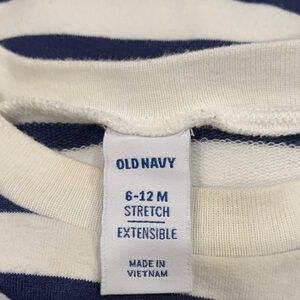 OLD NAVY
6-12 M
STRETCH
EXTENSIBLE
MADE IN
VIETNAM